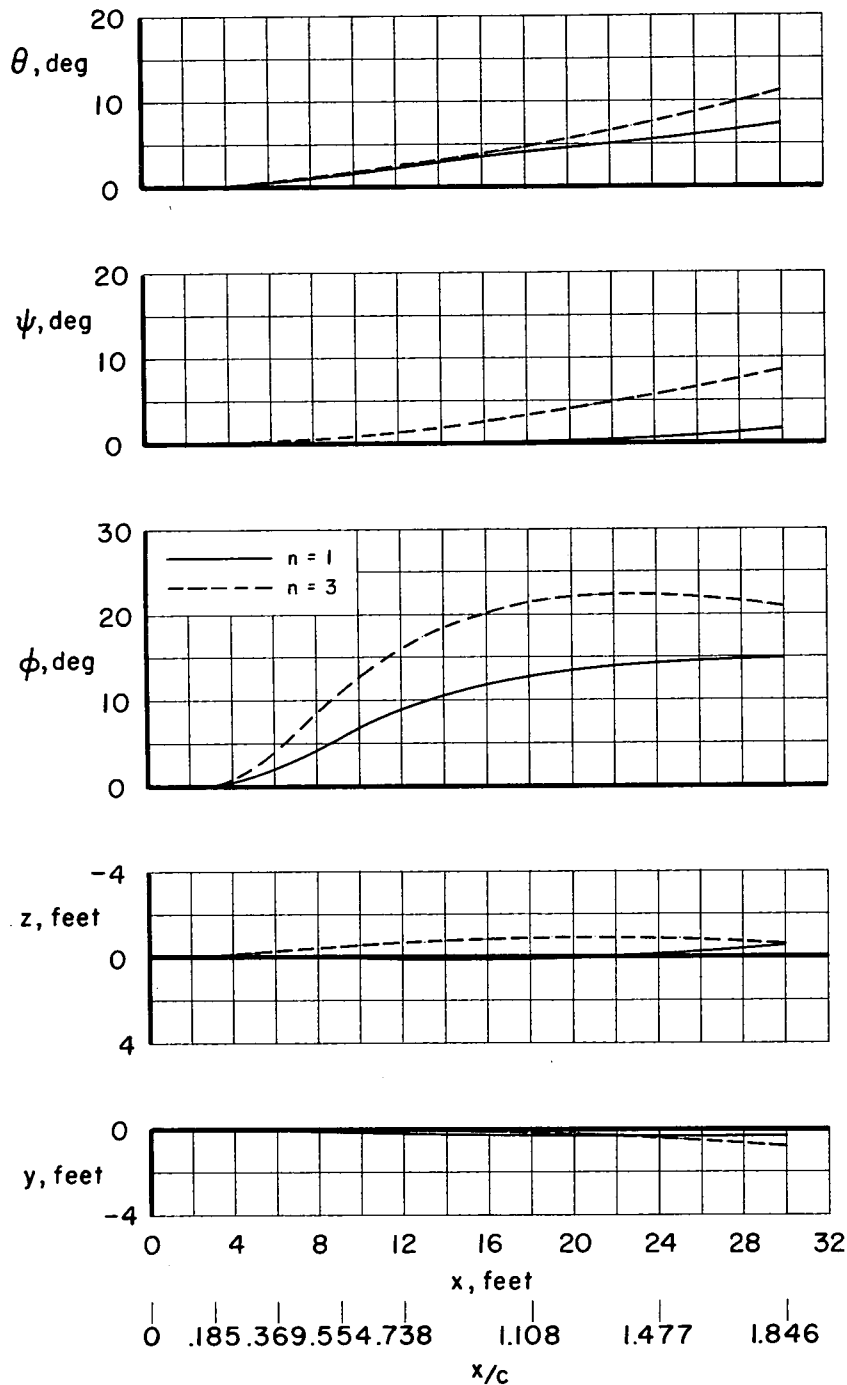 20
θ, deg
10
0
20
ψ, deg
10
0
30
n = 1
n = 3
20
ϕ, deg
10
0
-4
z, feet
0
4
0
y, feet
-4
0 4 8 12 16 20 24 28 32
x, feet
0 .185 .369 .554 .738 1.108 1.477 1.846
x/c